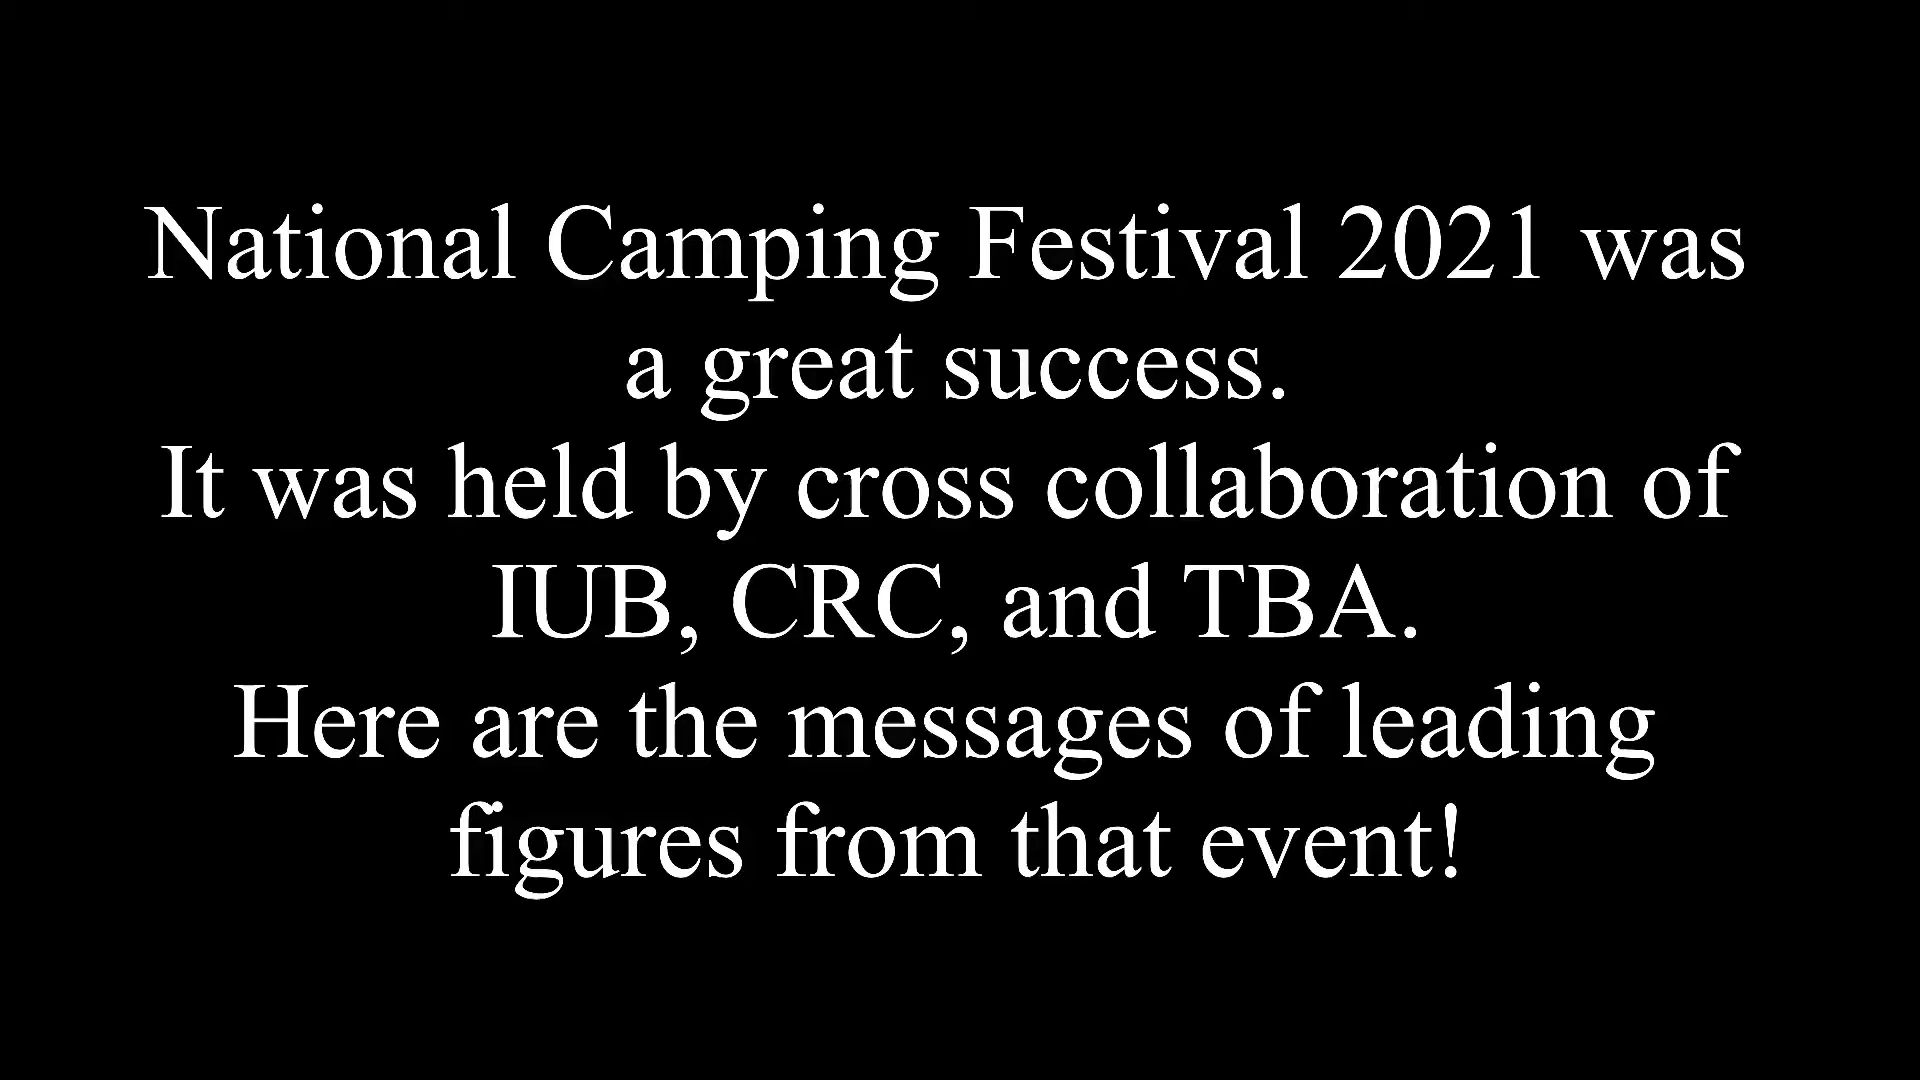 National Camping Festival 2021 was
a great success.
It was held by cross collaboration of
IUB, CRC, and TBA.
Here are the messages of leading
figures from that event!